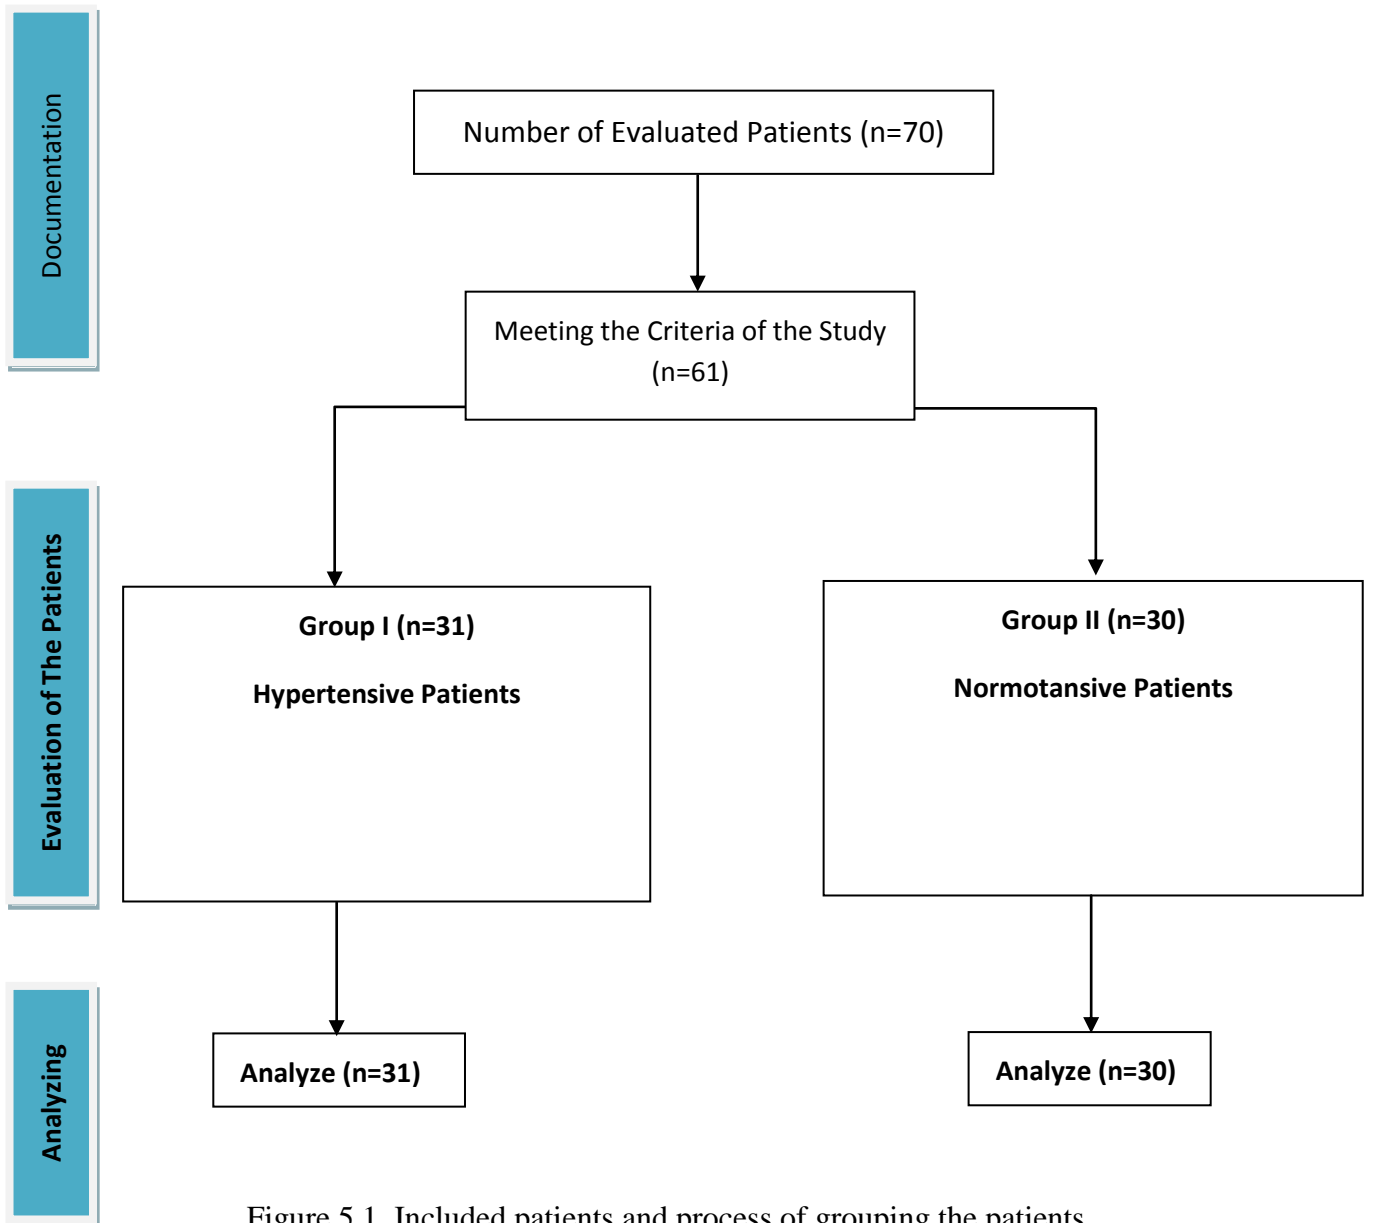 Documentation
Number of Evaluated Patients (n=70)
Meeting the Criteria of the Study
(n=61)
Evaluation of The Patients
Group I (n=31)
Hypertensive Patients
Group II (n=30)
Normotansive Patients
Analyzing
Analyze (n=31)
Analyze (n=30)
Figure 5.1. Included patients and process of grouping the patients